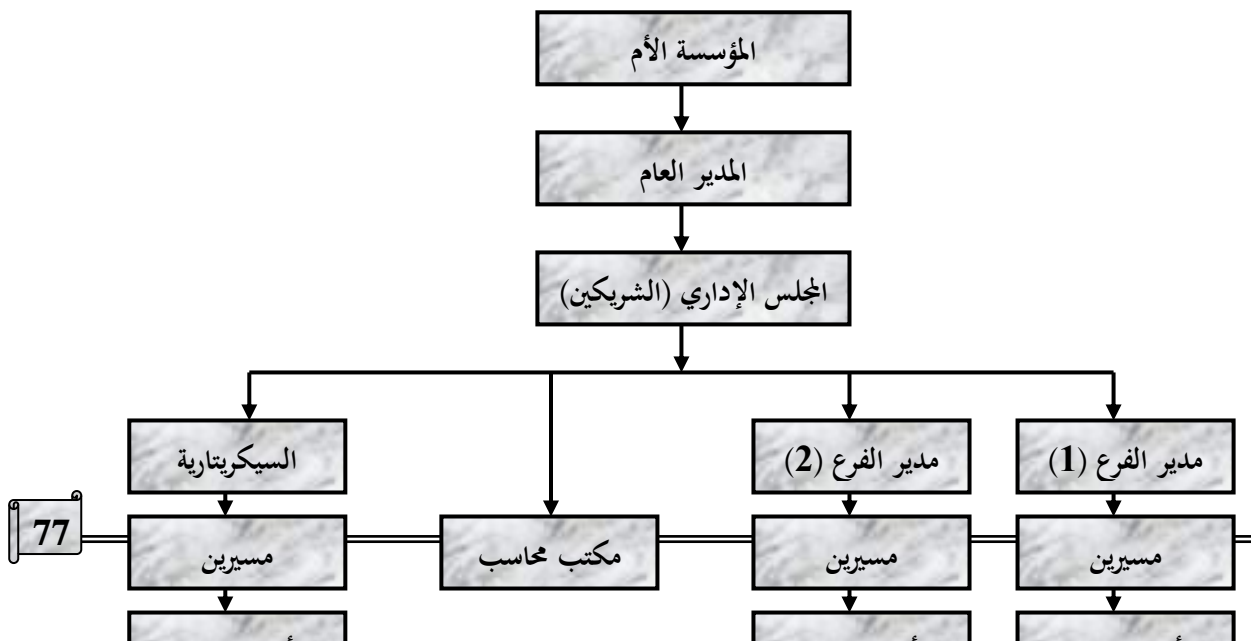 المؤسسة الأم
المدير العام
المجلس الإداري (الشريكين)
مدير الفرع (1)
مدير الفرع (2)
السيكريتارية
مسيرين
مسيرين
مكتب محاسب
مسيرين
77